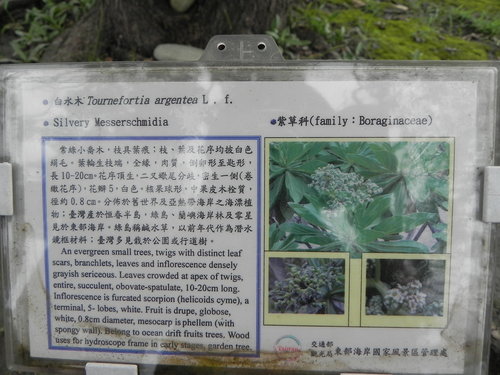 白水木 Tournefortia argentea L. f.
Silvery Messerschmidia
紫草科(family: Boraginaceae)
常綠小喬木，枝具葉痕；枝、葉及花序均披白色
絹毛，葉輪生枝端，全緣，肉質，倒卵形至匙形，
長10-20cm，花序頂生，二叉蠍尾分歧，密生一側(卷
繖花序)，花瓣5，白色，核果球形，中果皮木栓質，
徑約0.8cm。分佈於舊世界及亞熱帶海岸之海漂植
物；臺灣產於恆春半島，綠島，蘭嶼海岸林及零星
見於東部海岸。綠島稱鹹水草，以前年代作為潛水
鏡框材料；臺灣多見栽於公園或行道樹。
An evergreen small trees, twigs with distinct leaf
scars, branchlets, leaves and inflorescence densely
grayish sericeous. Leaves crowded at apex of twigs,
entire, succulent, obovate-spatulate, 10-20cm long.
Inflorescence is furcated scorpion (helicoids cyme), a
terminal, 5- lobes, white. Fruit is drupe, globose,
white, 0.8cm diameter, mesocarp is phellem (with
spongy wall). Belong to ocean drift fruits trees. Wood
uses for hydroscope frame in early stages, garden tree.
交通部
觀光局 東部海岸國家風景區管理處